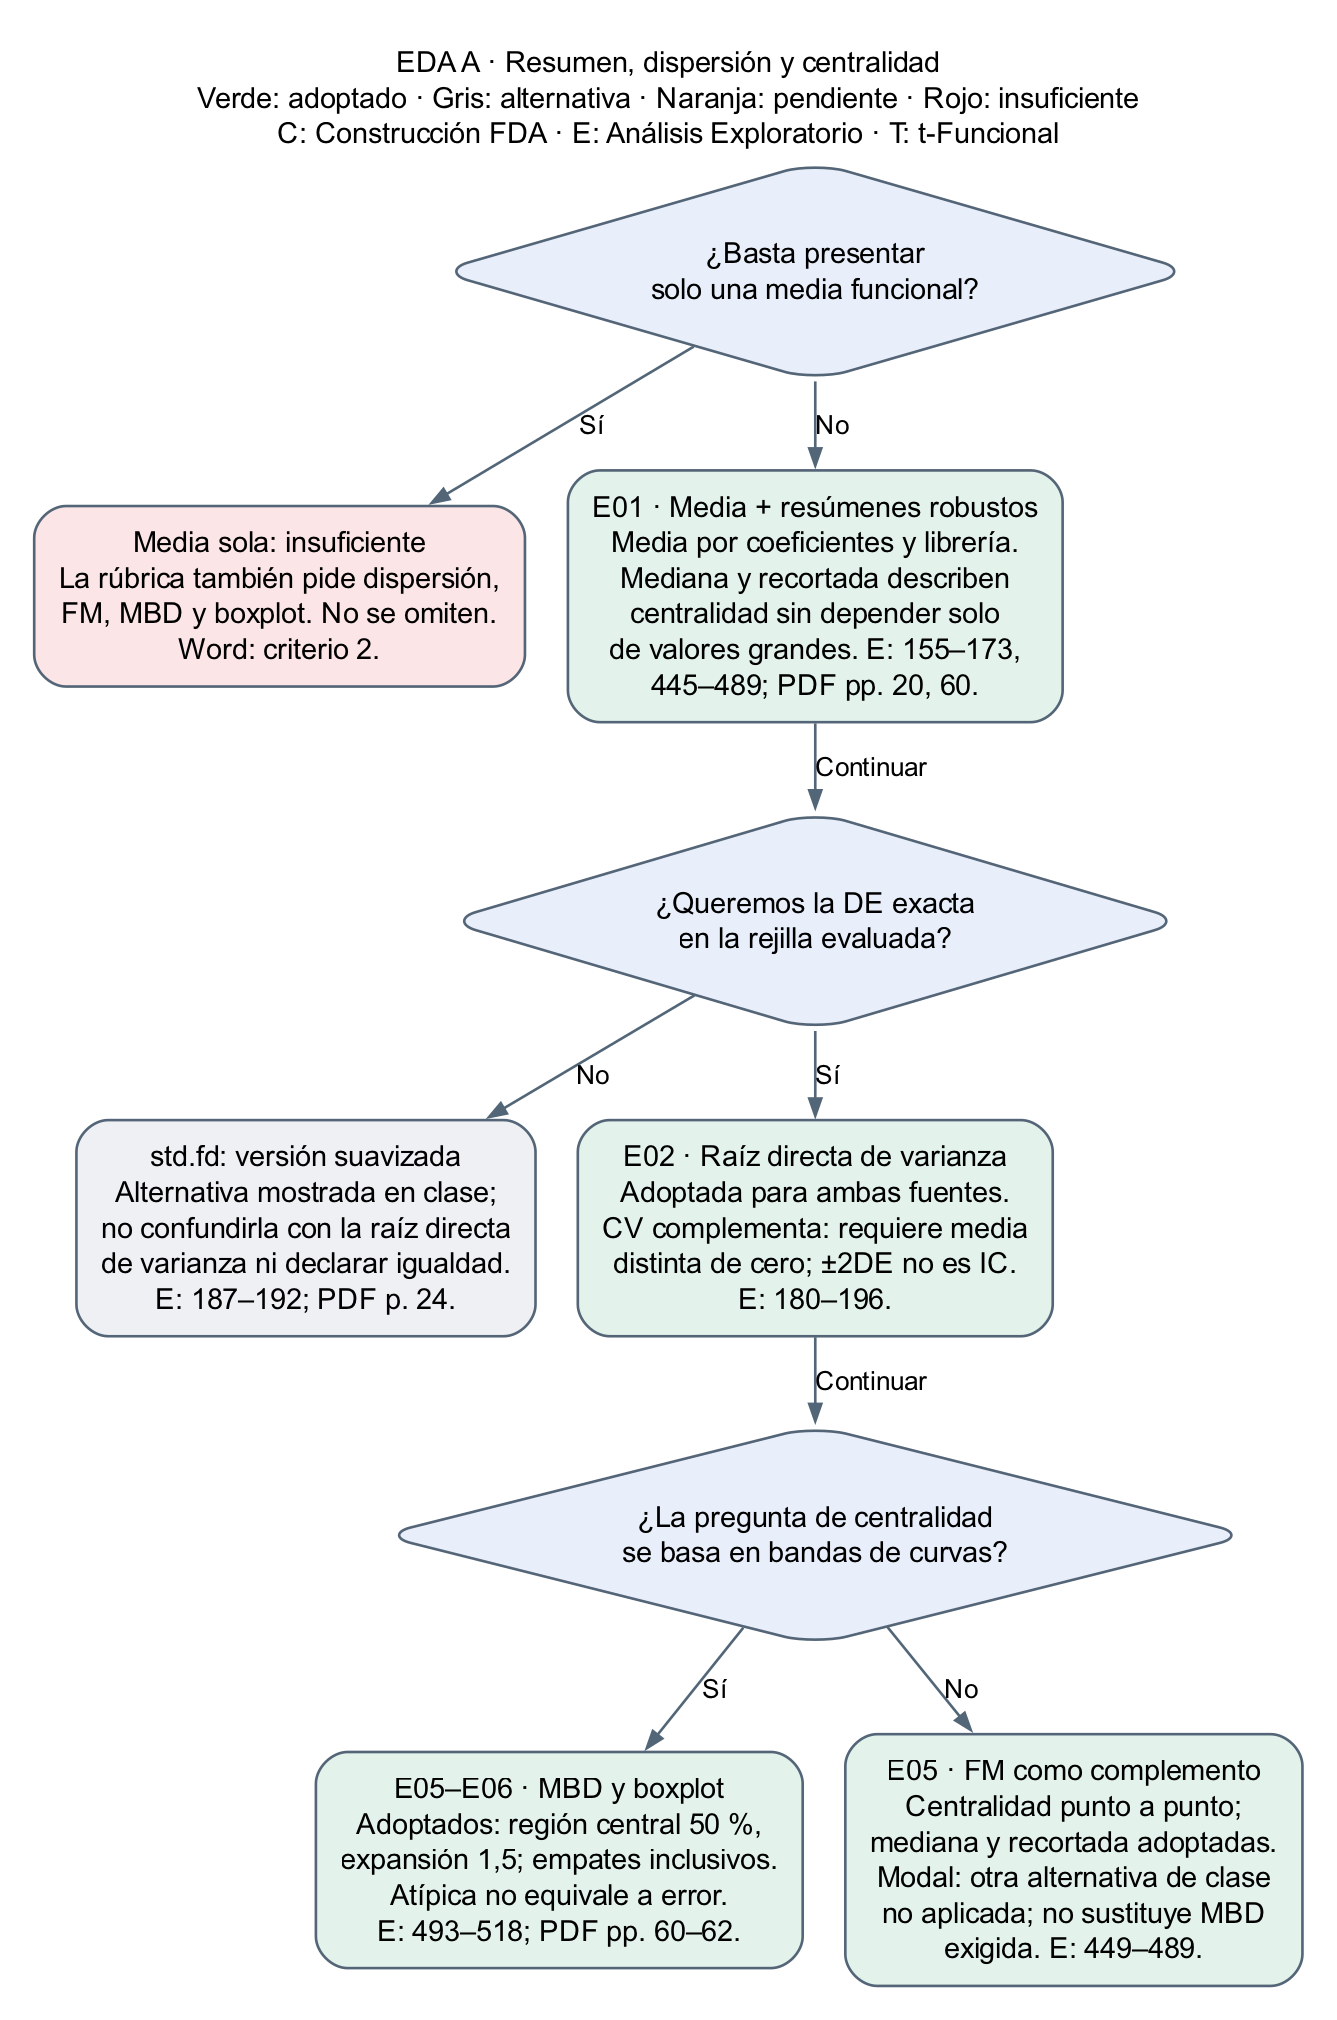 EDA A · Resumen, dispersión y centralidad
Verde: adoptado · Gris: alternativa · Naranja: pendiente · Rojo: insuficiente
C: Construcción FDA · E: Análisis Exploratorio · T: t-Funcional
¿Basta presentar
solo una media funcional?
Sí
No
Media sola: insuficiente
La rúbrica también pide dispersión,
FM, MBD y boxplot. No se omiten.
Word: criterio 2.
E01 · Media + resúmenes robustos
Media por coeficientes y librería.
Mediana y recortada describen
centralidad sin depender solo
de valores grandes. E: 155–173,
445–489; PDF pp. 20, 60.
Continuar
¿Queremos la DE exacta
en la rejilla evaluada?
No
Sí
std.fd: versión suavizada
Alternativa mostrada en clase;
no confundirla con la raíz directa
de varianza ni declarar igualdad.
E: 187–192; PDF p. 24.
E02 · Raíz directa de varianza
Adoptada para ambas fuentes.
CV complementa: requiere media
distinta de cero; ±2DE no es IC.
E: 180–196.
Continuar
¿La pregunta de centralidad
se basa en bandas de curvas?
Sí
No
E05–E06 · MBD y boxplot
Adoptados: región central 50 %,
expansión 1,5; empates inclusivos.
Atípica no equivale a error.
E: 493–518; PDF pp. 60–62.
E05 · FM como complemento
Centralidad punto a punto;
mediana y recortada adoptadas.
Modal: otra alternativa de clase
no aplicada; no sustituye MBD
exigida. E: 449–489.